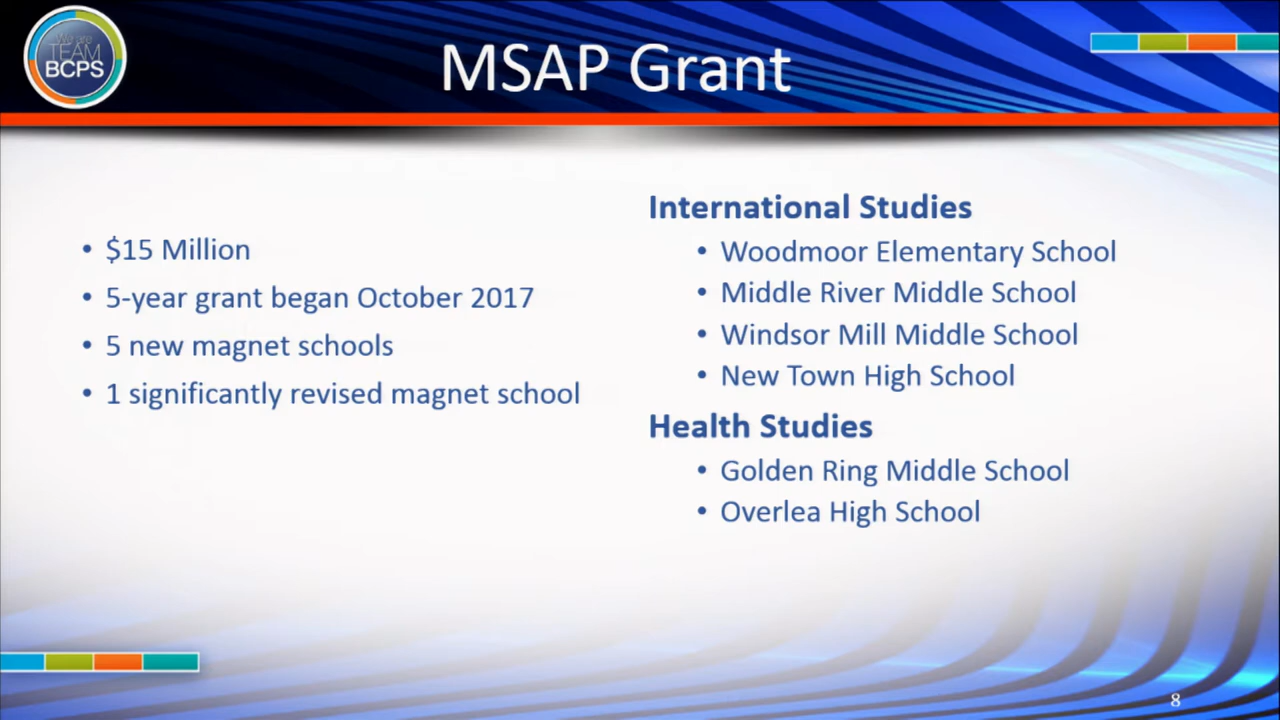 We are
TEAM
BCPS
MSAP Grant
• $15 Million
• 5-year grant began October 2017
• 5 new magnet schools
• 1 significantly revised magnet school
International Studies
• Woodmoor Elementary School
• Middle River Middle School
• Windsor Mill Middle School
• New Town High School
Health Studies
• Golden Ring Middle School
• Overlea High School
8